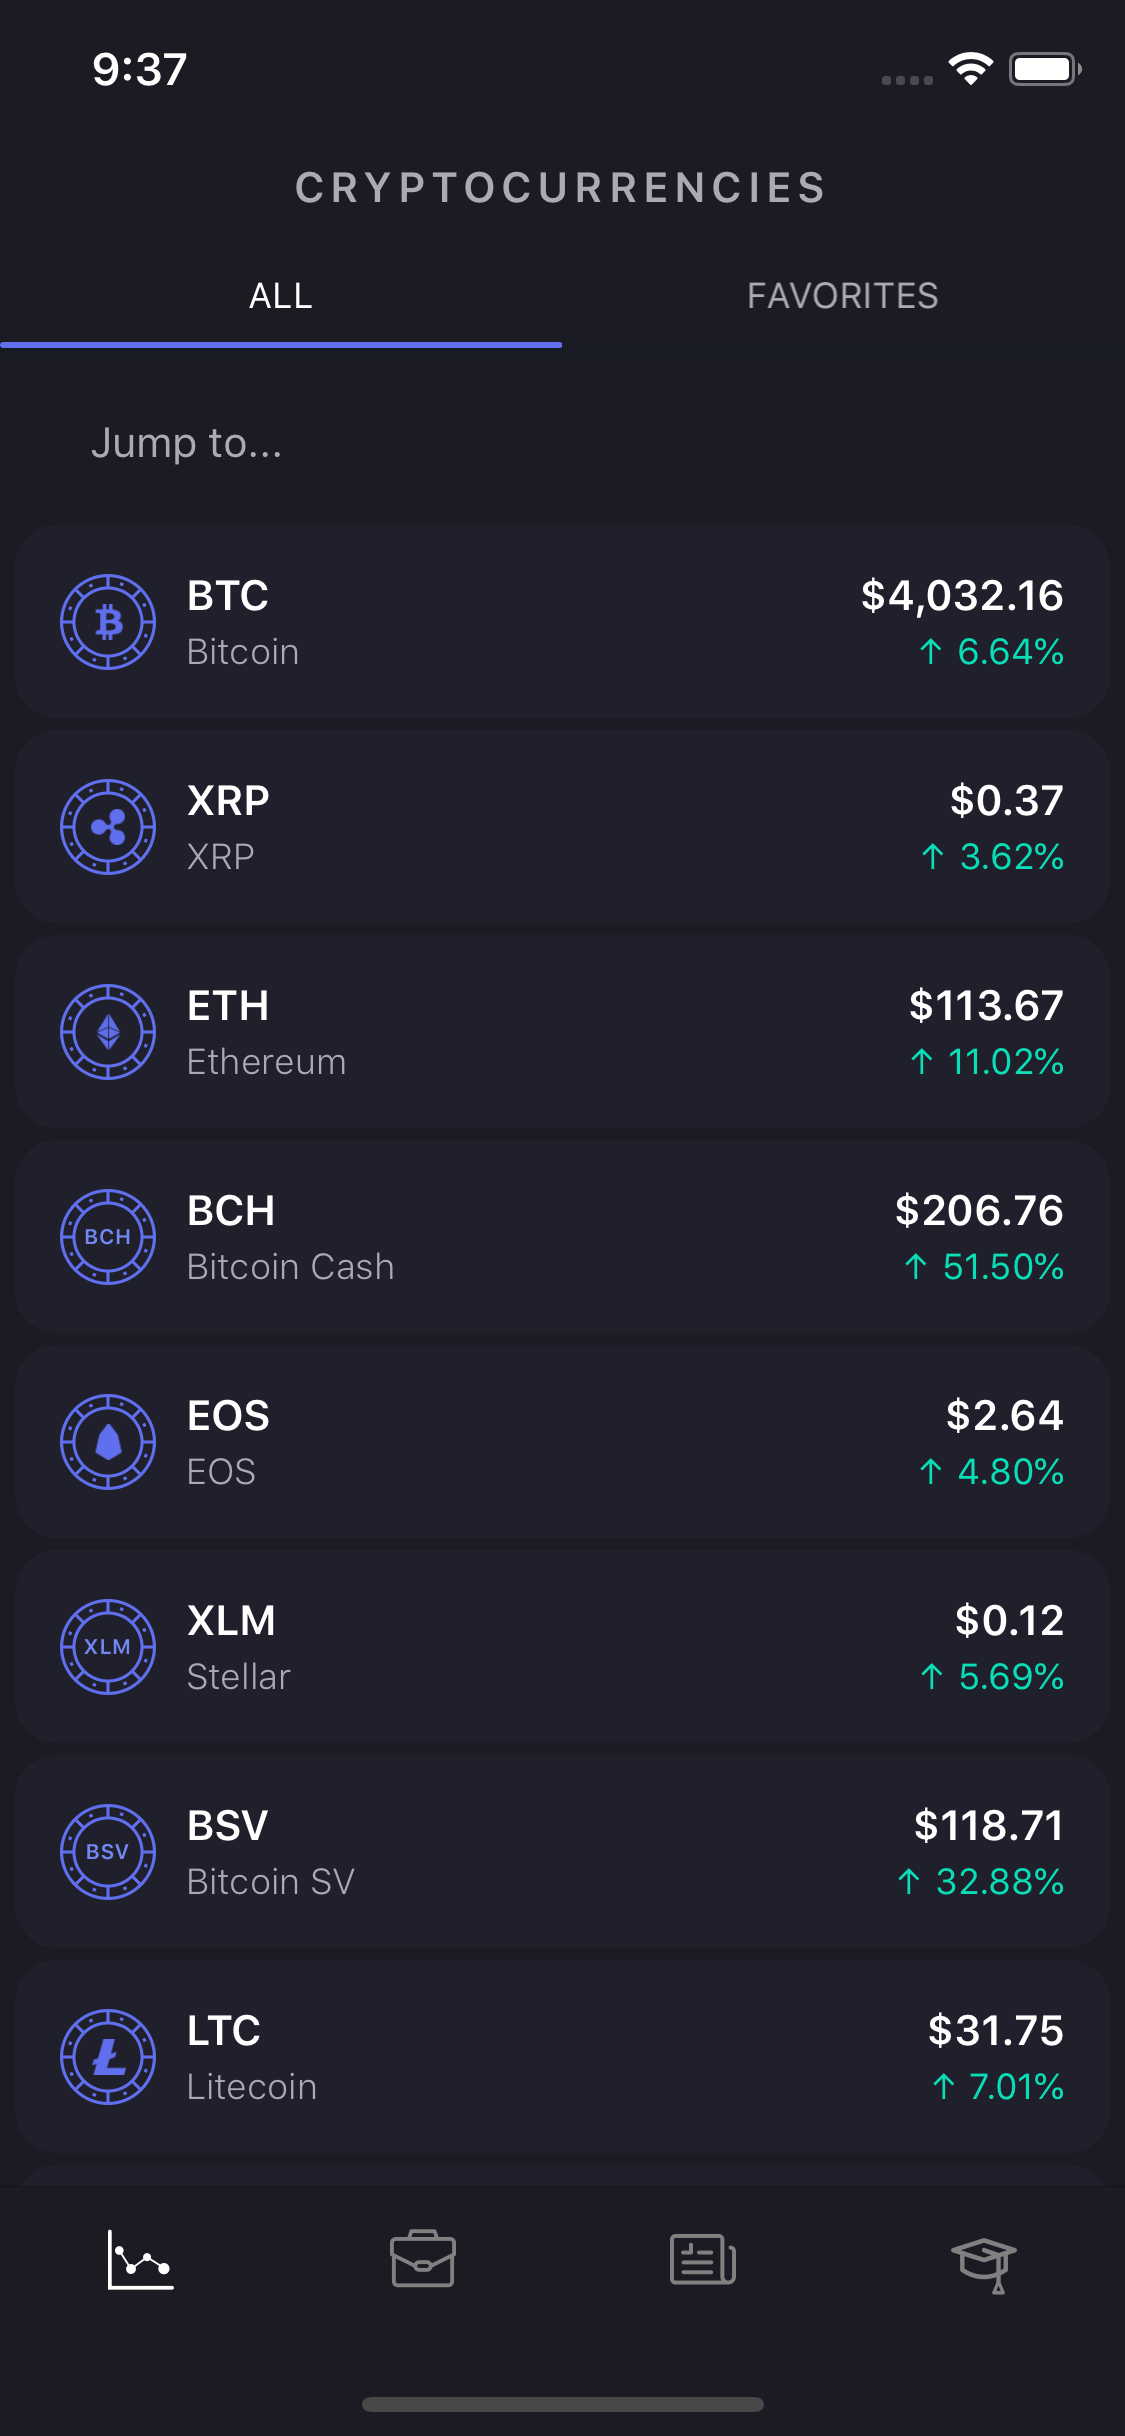 9:37
CRYPTOCURRENCIES
ALL FAVORITES
Jump to...
BTC $4,032.16
Bitcoin ↑ 6.64%
XRP $0.37
XRP ↑ 3.62%
ETH $113.67
Ethereum ↑ 11.02%
BCH
BCH $206.76
Bitcoin Cash ↑ 51.50%
EOS $2.64
EOS ↑ 4.80%
XLM
XLM $0.12
Stellar ↑ 5.69%
BSV
BSV $118.71
Bitcoin SV ↑ 32.88%
LTC $31.75
Litecoin ↑ 7.01%